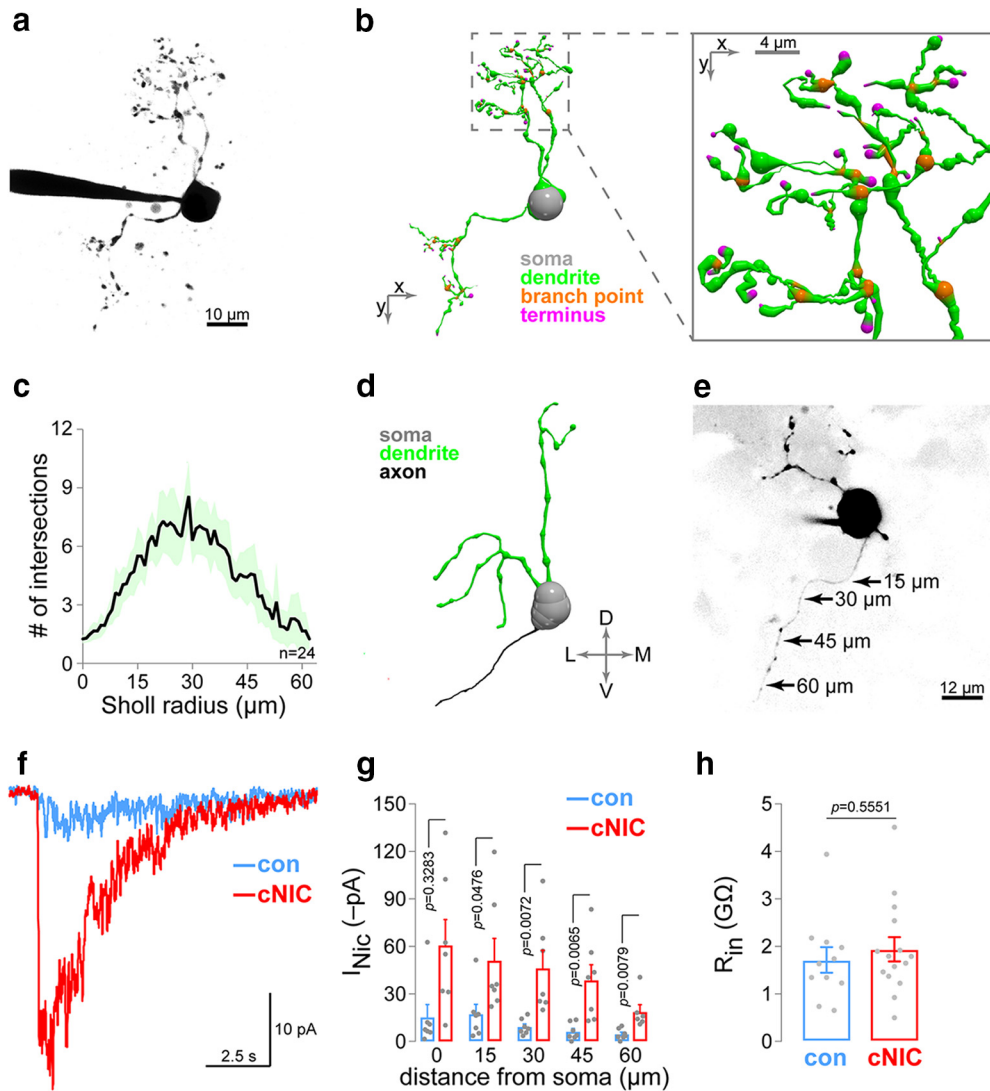 a
10 µm
b
x
y
soma
dendrite
branch point
terminus
x
y
4 µm
c
# of intersections
12
9
6
3
0
0 15 30 45 60
n=24
Sholl radius (µm)
d
soma
dendrite
axon
D
L M
V
e
15 µm
30 µm
45 µm
60 µm
12 µm
f
con
cNIC
10 pA
2.5 s
g
con
cNIC
I Nic (–pA)
150
120
90
60
30
0
p=0.3283
p=0.0476
p=0.0072
p=0.0065
p=0.0079
0 15 30 45 60
distance from soma (µm)
h
p=0.5551
Rin (GΩ)
5
4
3
2
1
0
con cNIC